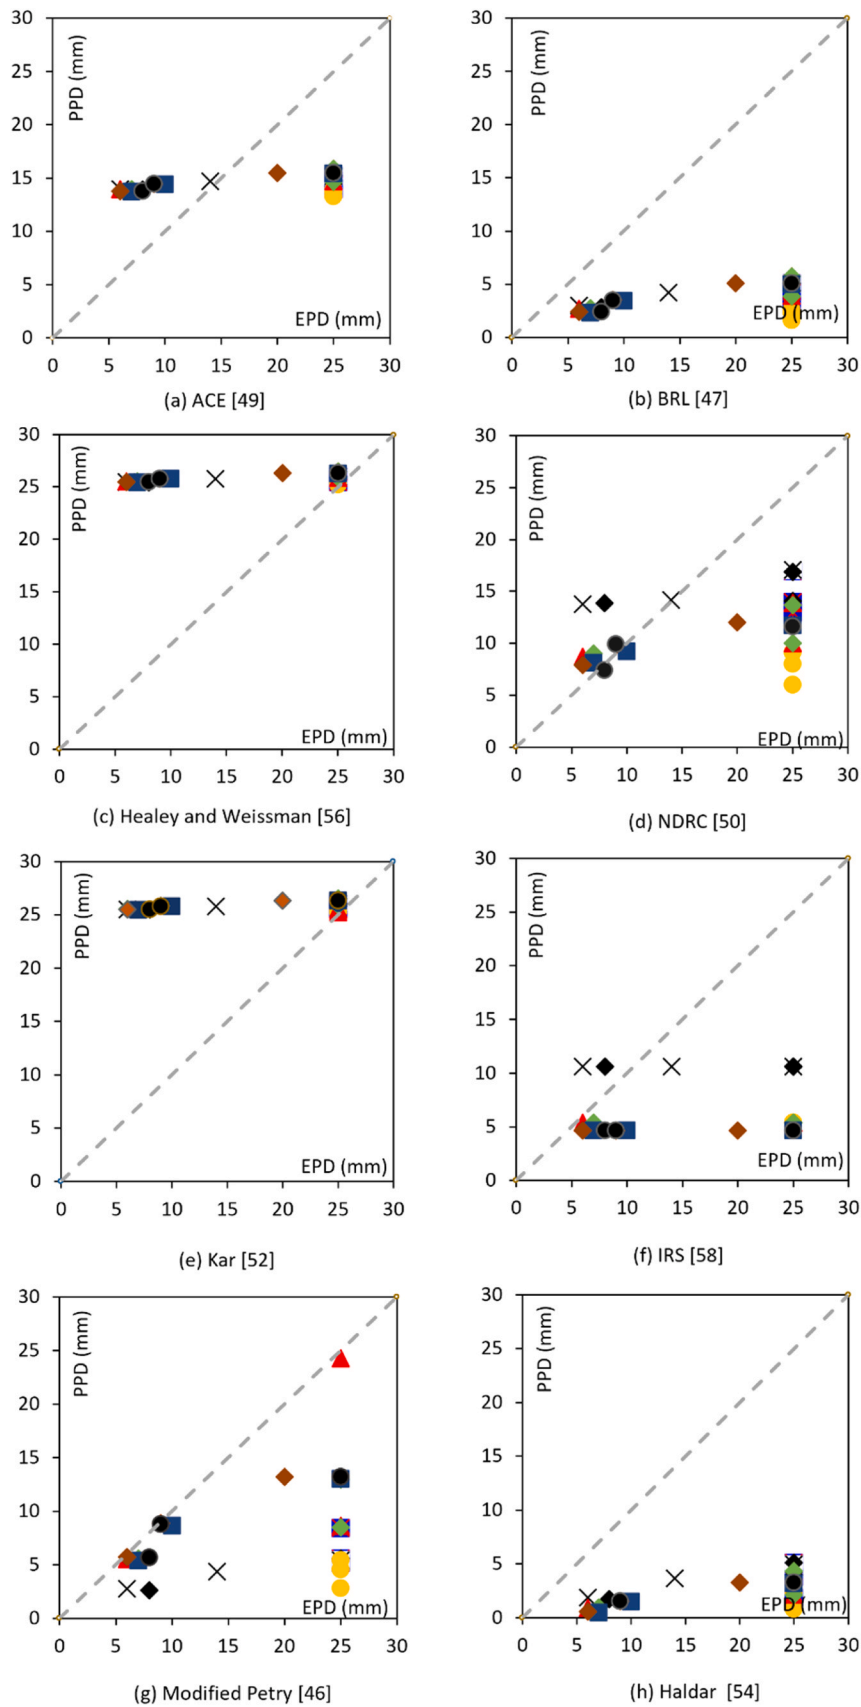 30
25
20
15
10
5
0
PPD (mm)
EPD (mm)
0 5 10 15 20 25 30
(a) ACE [49]
30
25
20
15
10
5
0
PPD (mm)
EPD (mm)
0 5 10 15 20 25 30
(b) BRL [47]
30
25
20
15
10
5
0
PPD (mm)
EPD (mm)
0 5 10 15 20 25 30
(c) Healey and Weissman [56]
30
25
20
15
10
5
0
PPD (mm)
EPD (mm)
0 5 10 15 20 25 30
(d) NDRC [50]
30
25
20
15
10
5
0
PPD (mm)
EPD (mm)
0 5 10 15 20 25 30
(e) Kar [52]
30
25
20
15
10
5
0
PPD (mm)
EPD (mm)
0 5 10 15 20 25 30
(f) IRS [58]
30
25
20
15
10
5
0
PPD (mm)
EPD (mm)
0 5 10 15 20 25 30
(g) Modified Petry [46]
30
25
20
15
10
5
0
PPD (mm)
EPD (mm)
0 5 10 15 20 25 30
(h) Haldar [54]